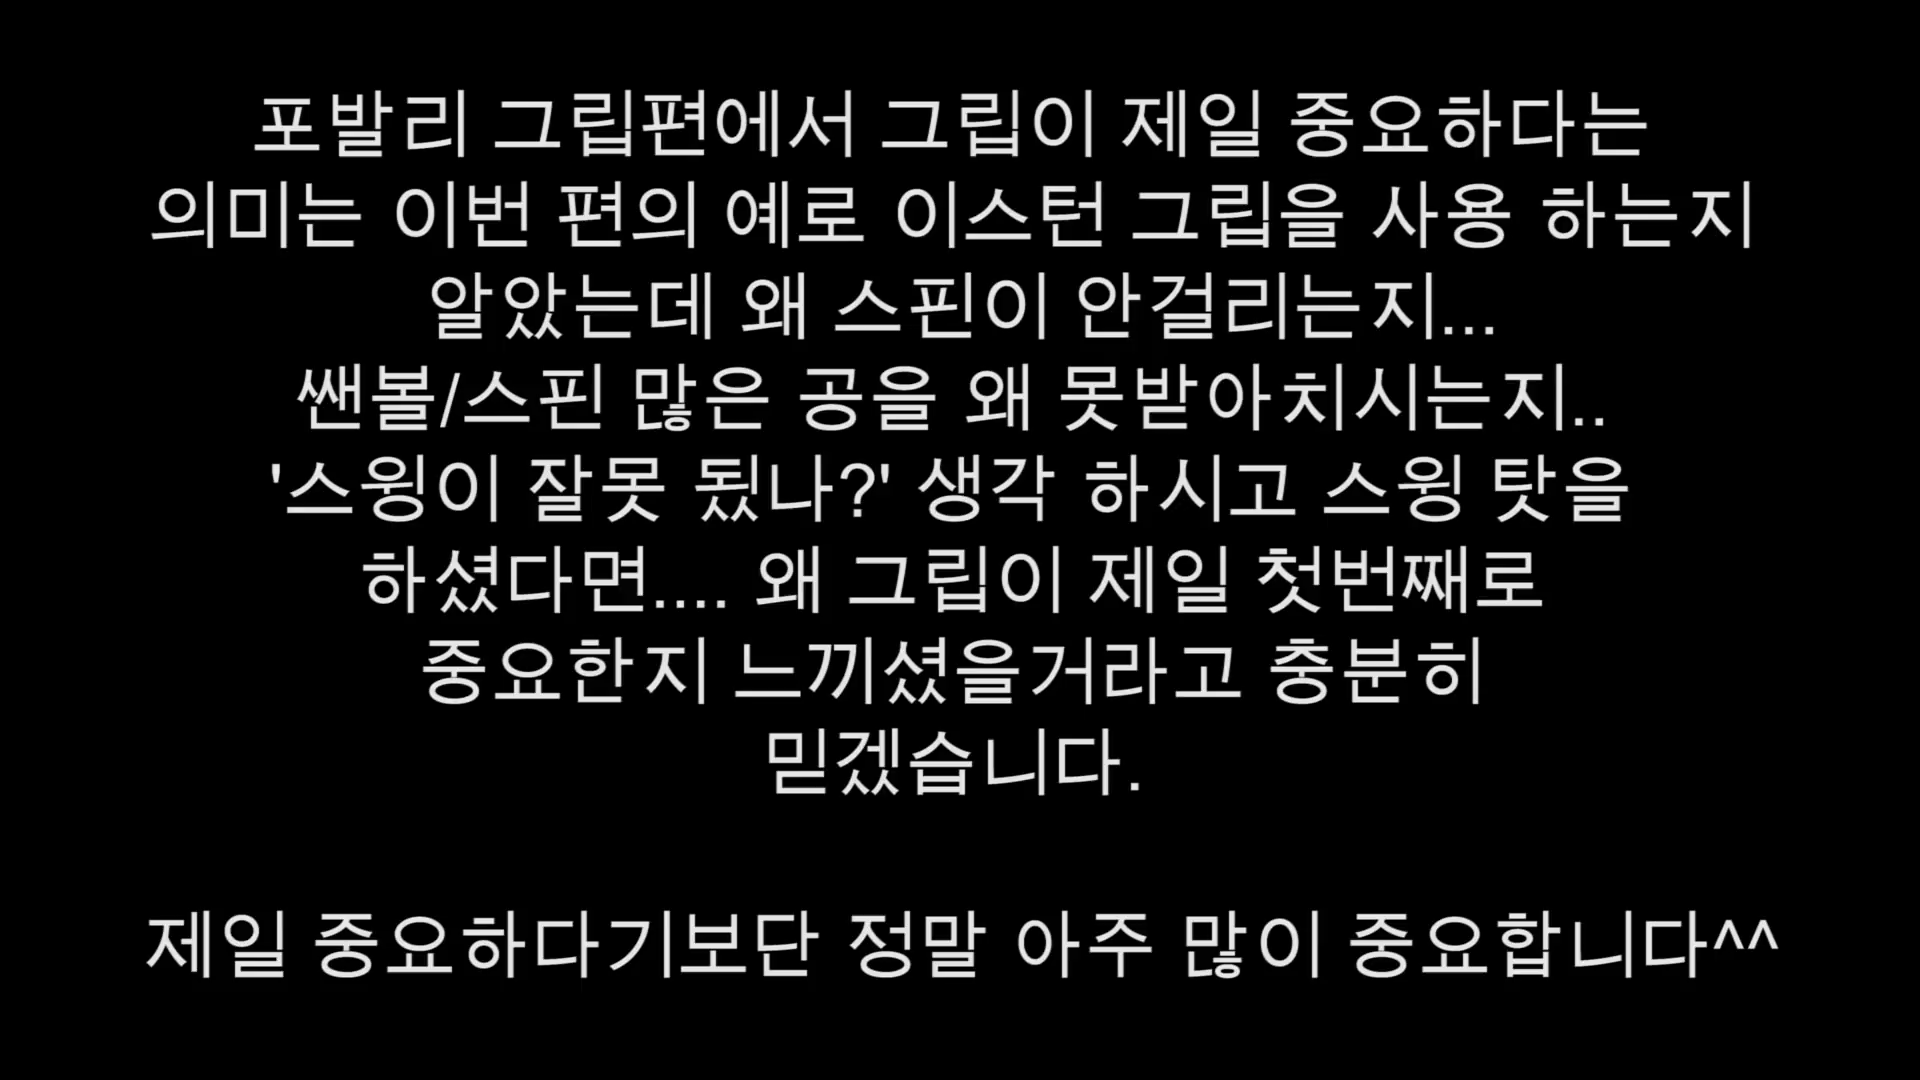 포발리 그립편에서 그립이 제일 중요하다는
의미는 이번 편의 예로 이스턴 그립을 사용 하는지
알았는데 왜 스핀이 안걸리는지...
쌘볼/스핀 많은 공을 왜 못받아치시는지..
'스윙이 잘못 됬나?' 생각 하시고 스윙 탓을
하셨다면.... 왜 그립이 제일 첫번째로
중요한지 느끼셨을거라고 충분히
믿겠습니다.
제일 중요하다기보단 정말 아주 많이 중요합니다^^